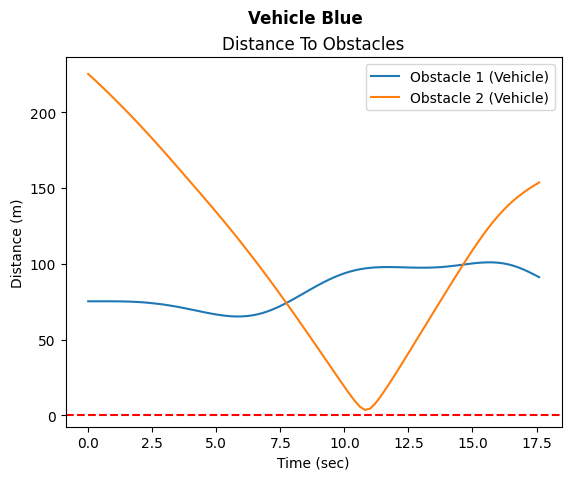 Vehicle Blue
Distance To Obstacles
Obstacle 1 (Vehicle)
Obstacle 2 (Vehicle)
Distance (m)
200
150
100
50
0
0.0 2.5 5.0 7.5 10.0 12.5 15.0 17.5
Time (sec)